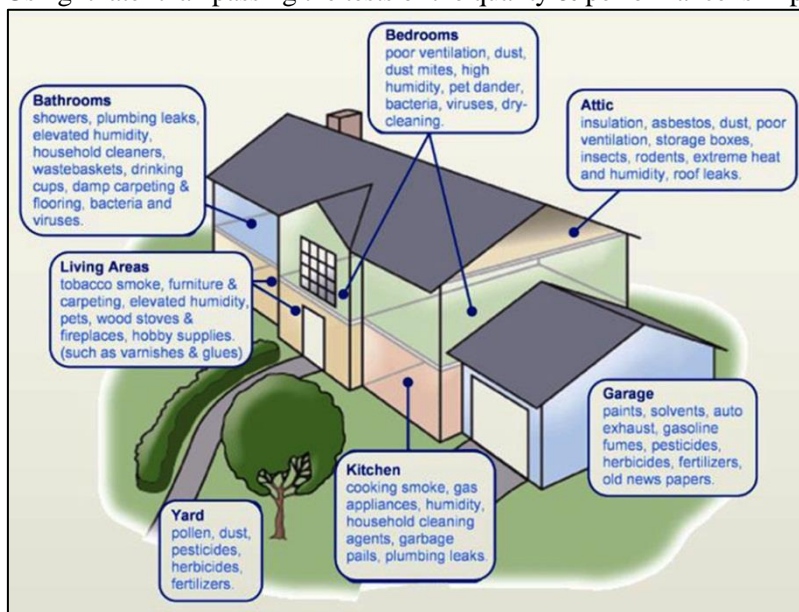 Bedrooms
poor ventilation, dust,
dust mites, high
humidity, pet dander,
bacteria, viruses, dry-
cleaning.
Bathrooms
showers, plumbing leaks,
elevated humidity,
household cleaners,
wastebaskets, drinking
cups, damp carpeting &
flooring, bacteria and
viruses.
Attic
insulation, asbestos, dust, poor
ventilation, storage boxes,
insects, rodents, extreme heat
and humidity, roof leaks.
Living Areas
tobacco smoke, furniture &
carpeting, elevated humidity,
pets, wood stoves &
fireplaces, hobby supplies.
(such as varnishes & glues)
Garage
paints, solvents, auto
exhaust, gasoline
fumes, pesticides,
herbicides, fertilizers,
old news papers.
Kitchen
cooking smoke, gas
appliances, humidity,
household cleaning
agents, garbage
pails, plumbing leaks.
Yard
pollen, dust,
pesticides,
herbicides,
fertilizers.